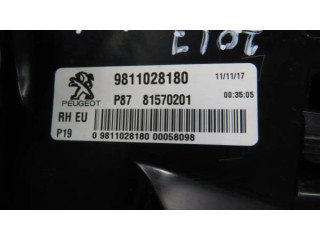 9811028180
11/11/17
PEUGEOT
P87 81570201
00:35:05
RH EU
P19
0 9811028180 00058098